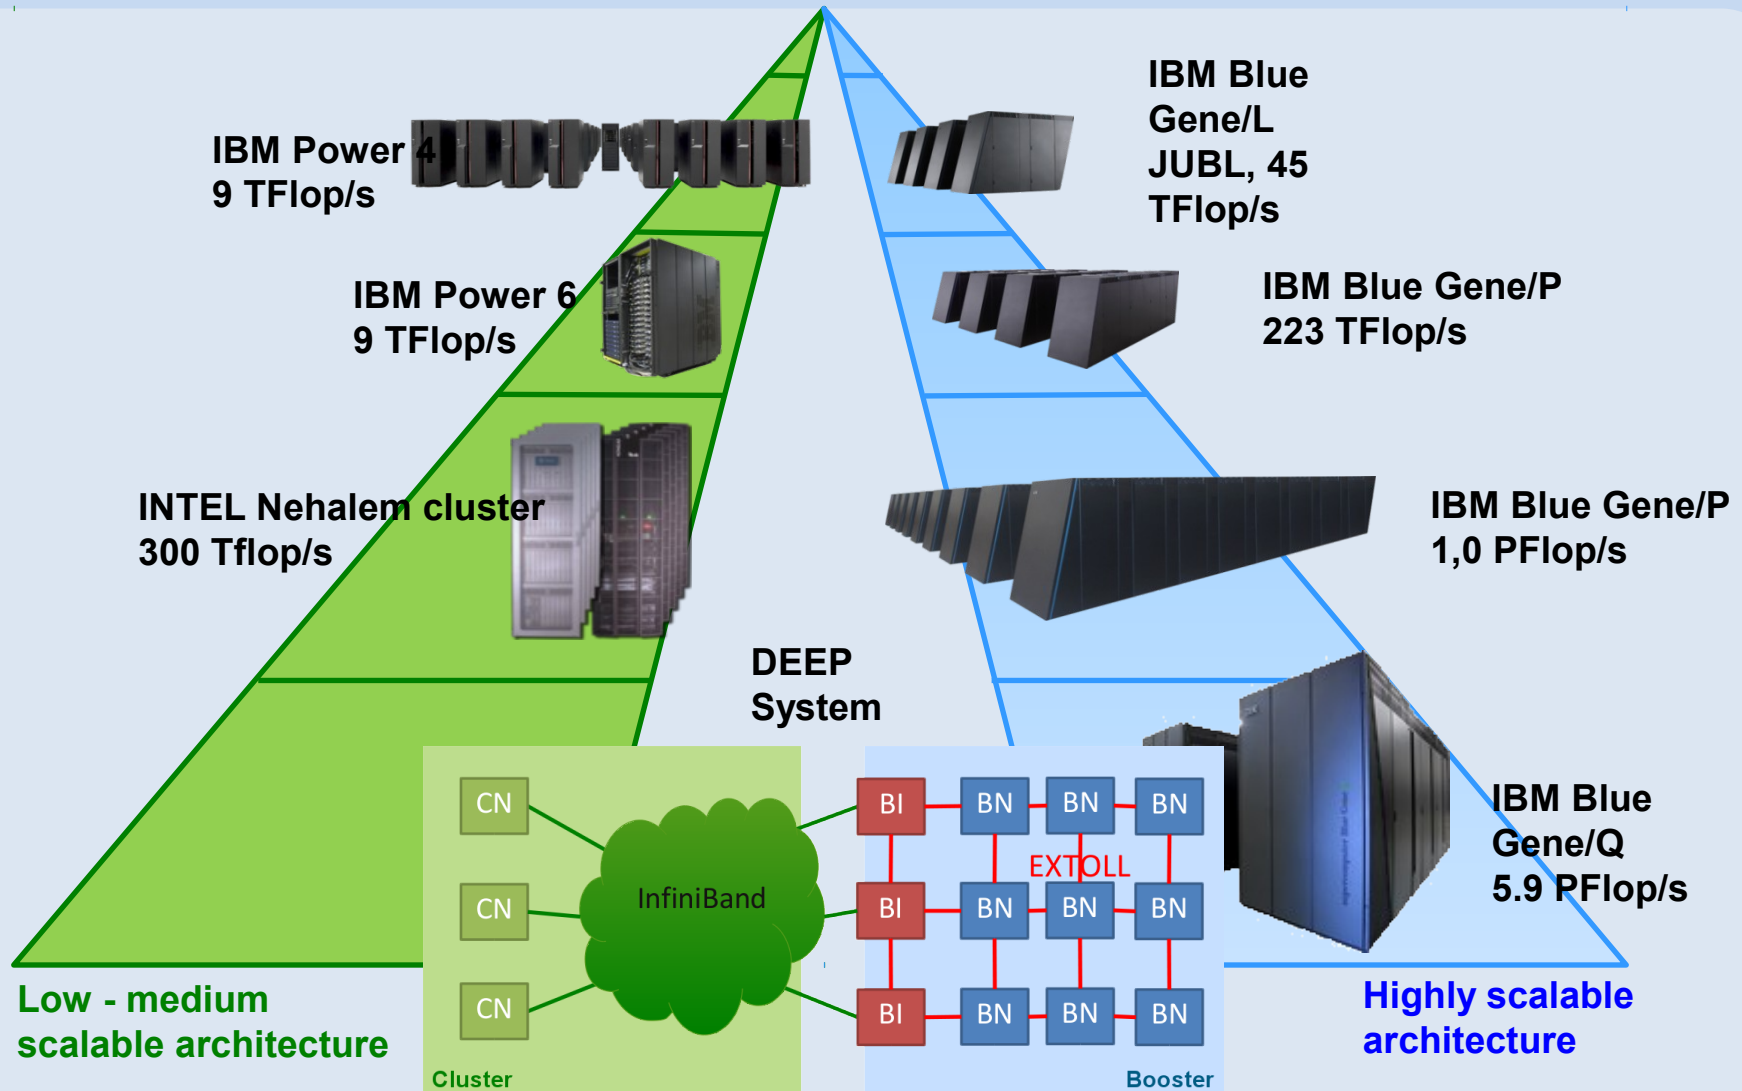 IBM Power 4
9 TFlop/s
IBM Blue
Gene/L
JUBL, 45
TFlop/s
IBM Power 6
9 TFlop/s
IBM Blue Gene/P
223 TFlop/s
INTEL Nehalem cluster
300 Tflop/s
IBM Blue Gene/P
1,0 PFlop/s
DEEP
System
IBM Blue
Gene/Q
5.9 PFlop/s
CN
BI
BN
BN
BN
EXTOLL
InfiniBand
CN
BI
BN
BN
BN
CN
BI
BN
BN
BN
Cluster
Booster
Low - medium
scalable architecture
Highly scalable
architecture